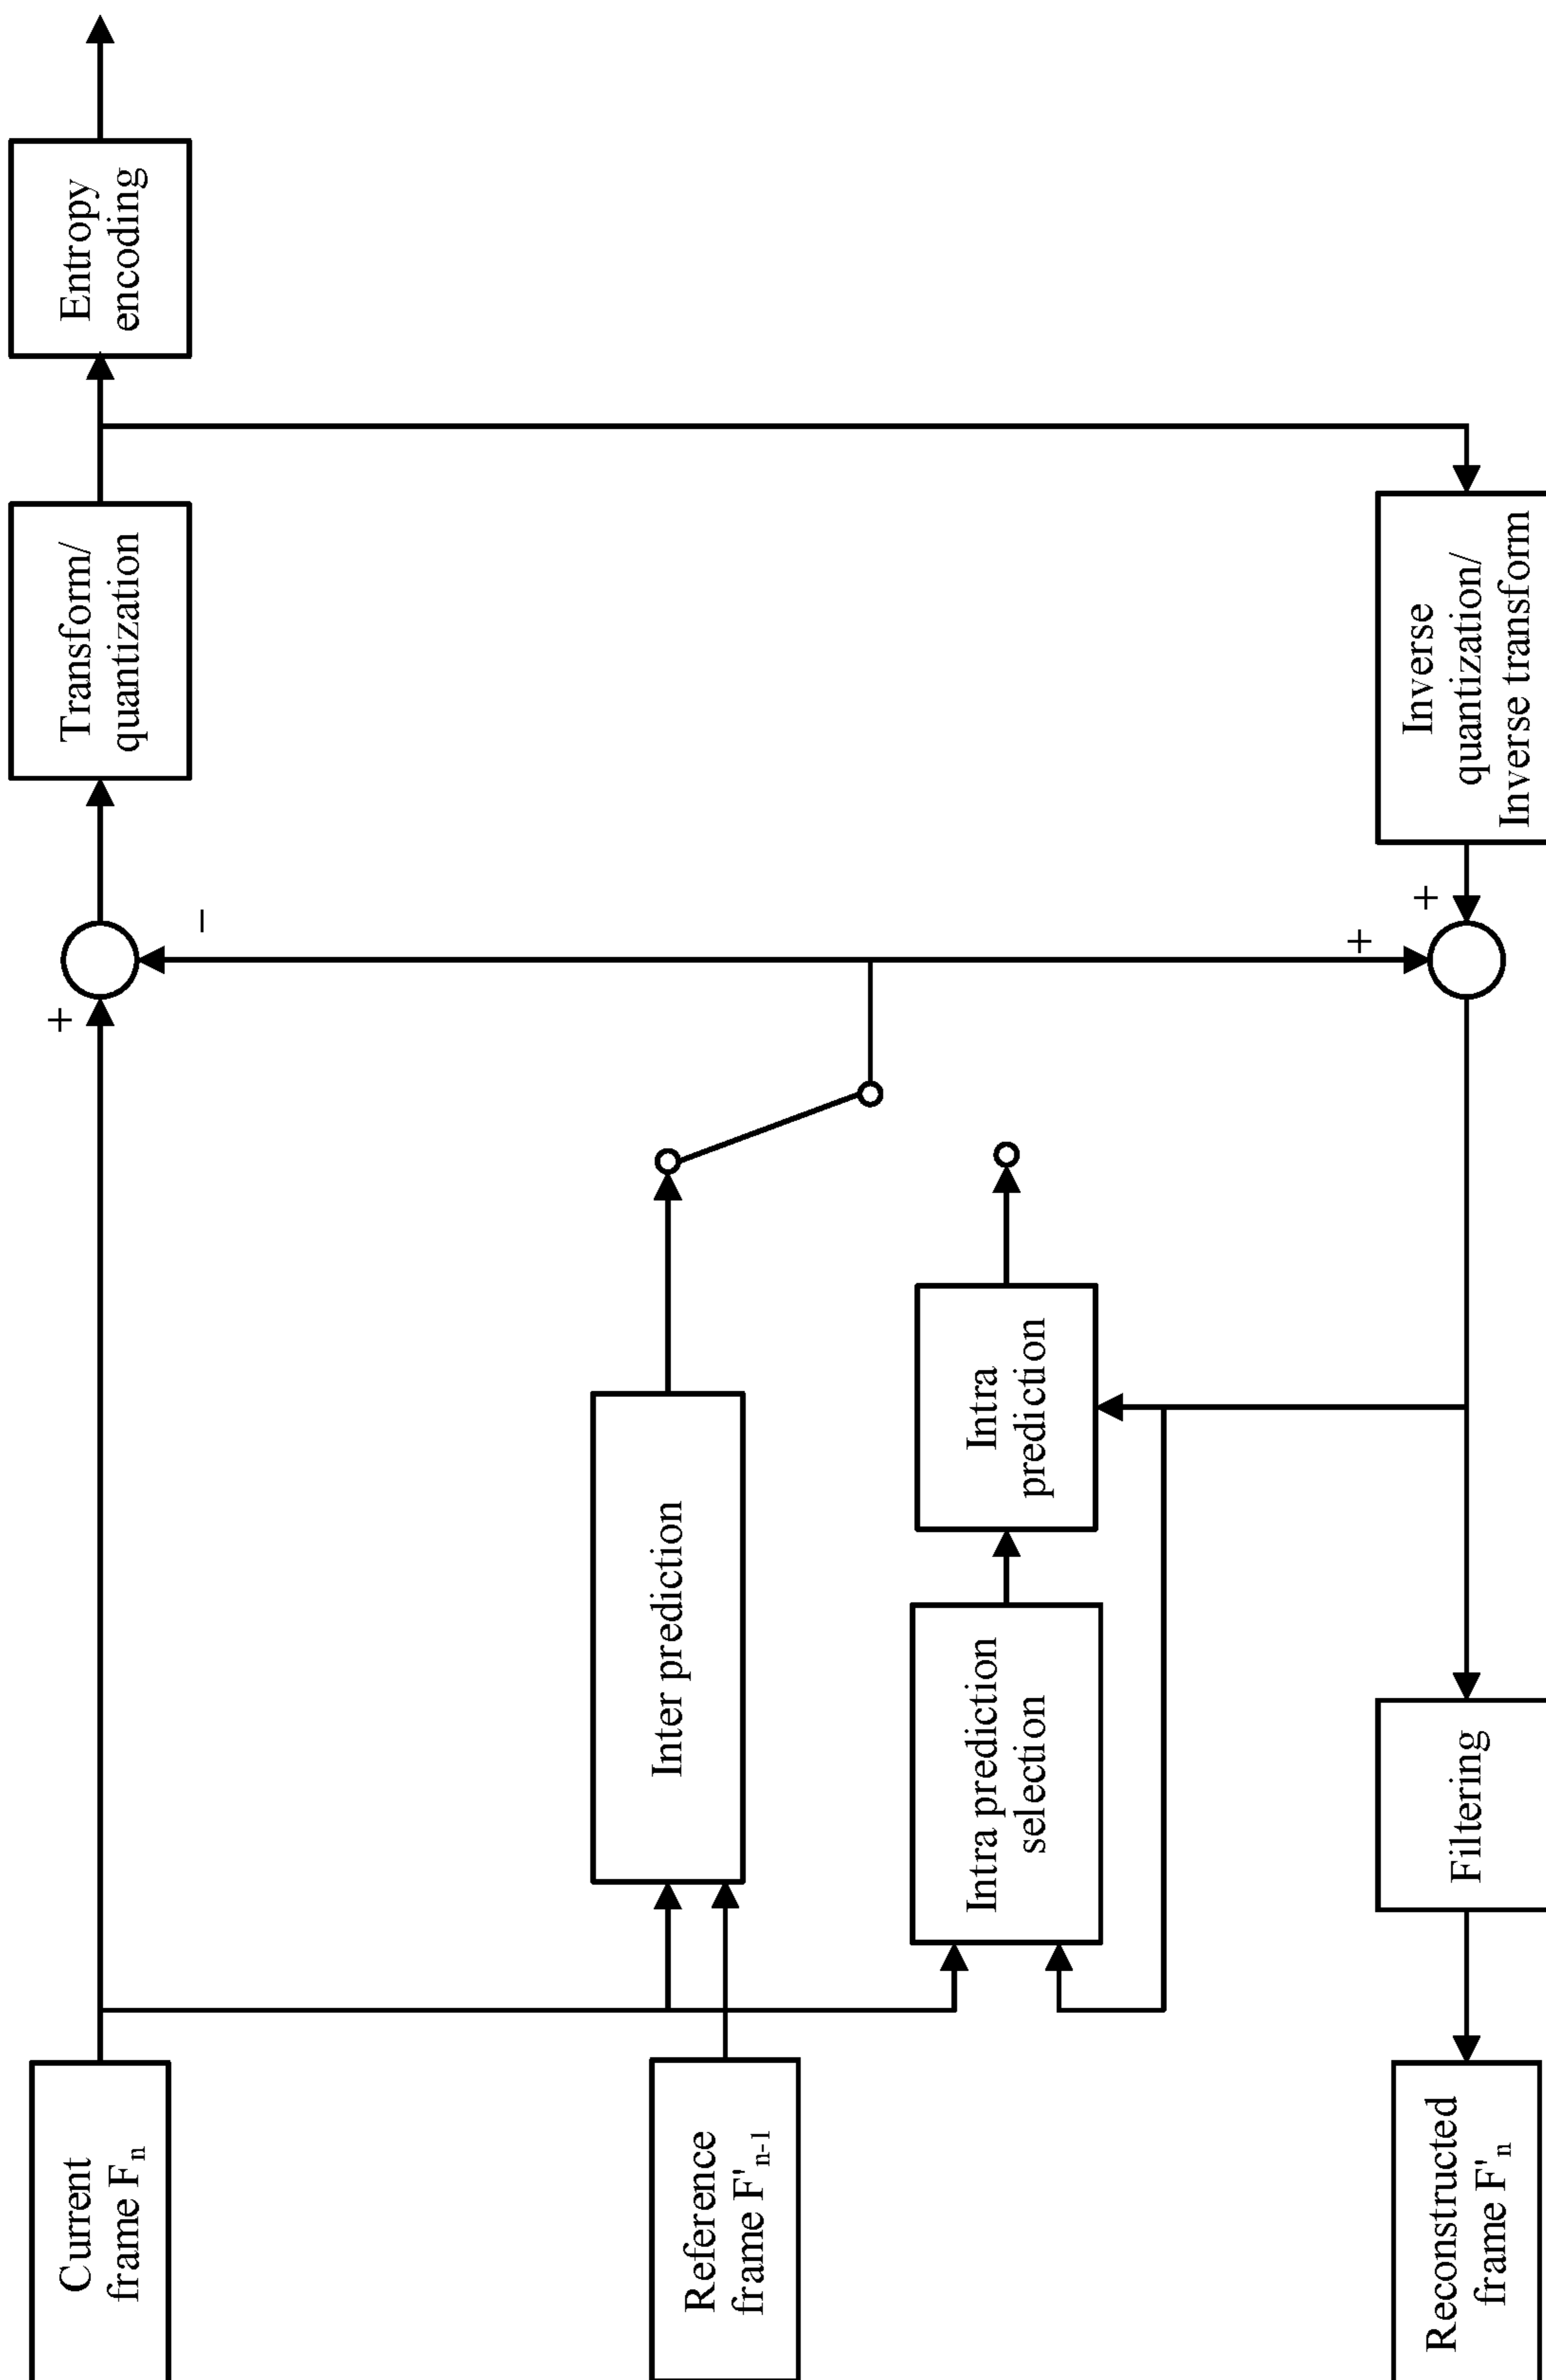 Current
frame Fn
+
−
Transform/
quantization
Entropy
encoding
Reference
frame F'n-1
Inter prediction
Intra prediction
selection
Intra
prediction
Reconstructed
frame F'n
Filtering
+
+
Inverse
quantization/
Inverse transform